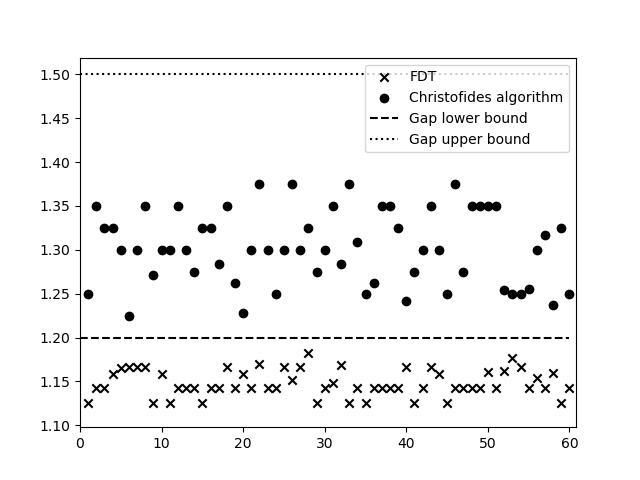 1.50
1.45
1.40
1.35
1.30
1.25
1.20
1.15
1.10
0 10 20 30 40 50 60
FDT
Christofides algorithm
Gap lower bound
Gap upper bound